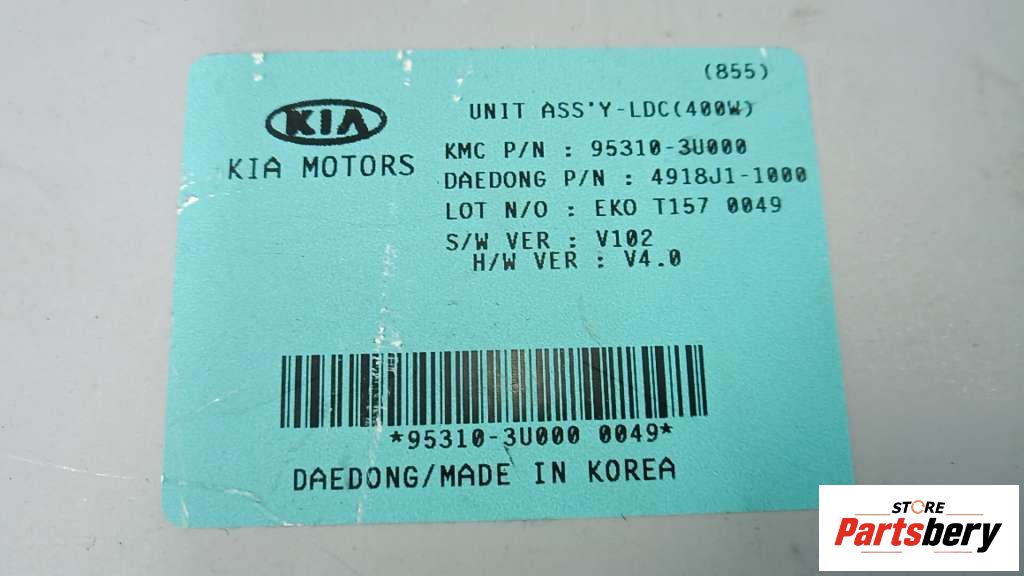 (855)
UNIT ASS'Y-LDC(400W)
KIA
KIA MOTORS
KMC P/N : 95310-3U000
DAEDONG P/N : 4918J1-1000
LOT N/O : EKO T157 0049
S/W VER : V102
H/W VER : V4.0
*95310-3U000 0049*
DAEDONG/MADE IN KOREA
STORE
Partsbery